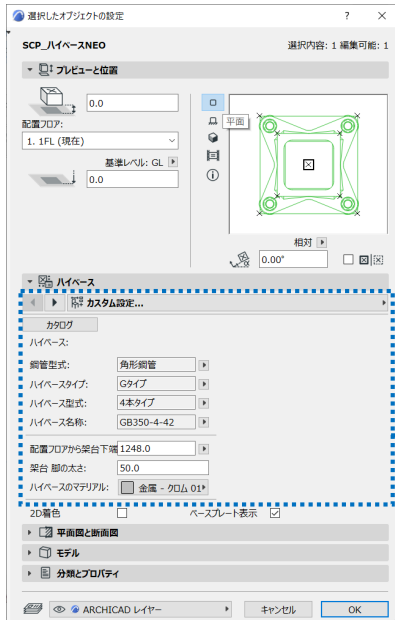 選択したオブジェクトの設定
SCP_ハイベースNEO
選択内容: 1 編集可能: 1
プレビューと位置
0.0
配置フロア:
1. 1FL (現在)
基準レベル: GL
0.0
平面
相対
0.00°
ハイベース
カスタム設定...
カタログ
ハイベース:
鋼管型式: 角形鋼管
ハイベースタイプ: Gタイプ
ハイベース型式: 4本タイプ
ハイベース名称: GB350-4-42
配置フロアから架台下端 1248.0
架台 脚の太さ: 50.0
ハイベースのマテリアル: 金属 - クロム 01
2D着色 ベースプレート表示
平面図と断面図
モデル
分類とプロパティ
ARCHICAD レイヤー
キャンセル
OK